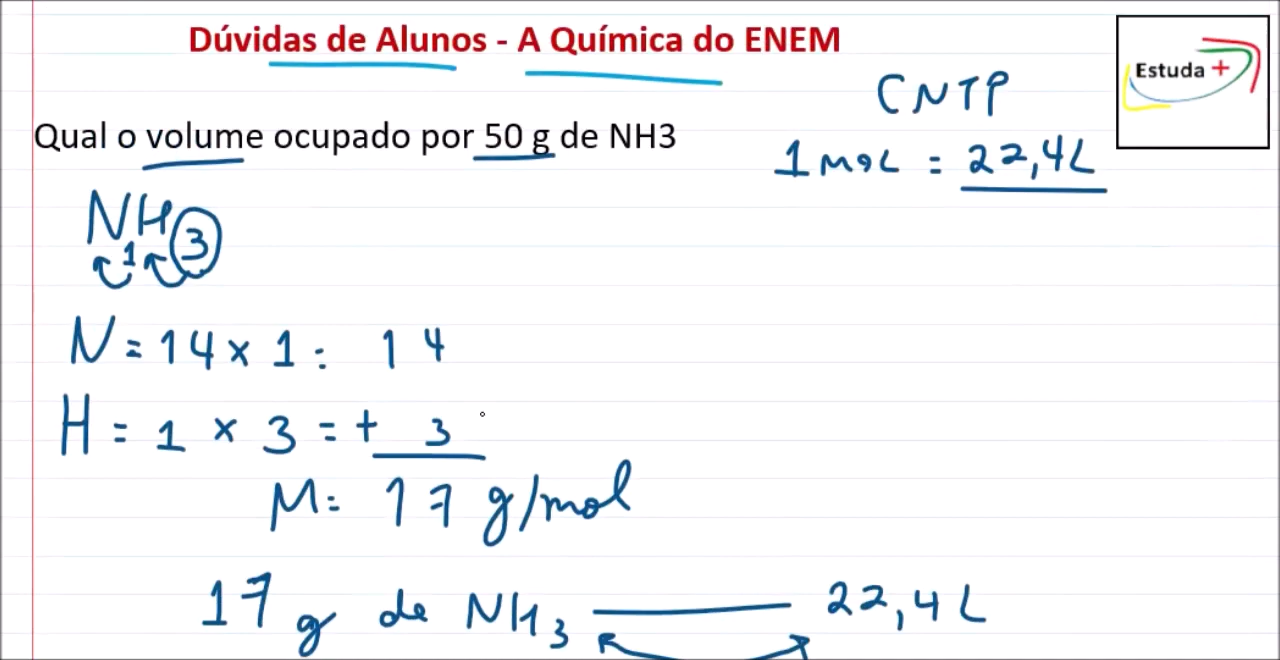 Dúvidas de Alunos - A Química do ENEM
Estuda +
CNTP
Qual o volume ocupado por 50 g de NH3
1 moL = 22,4L
NH3
1
N = 14 x 1 = 14
H = 1 x 3 = + 3
M = 17 g/mol
17 g de NH3 —— 22,4 L